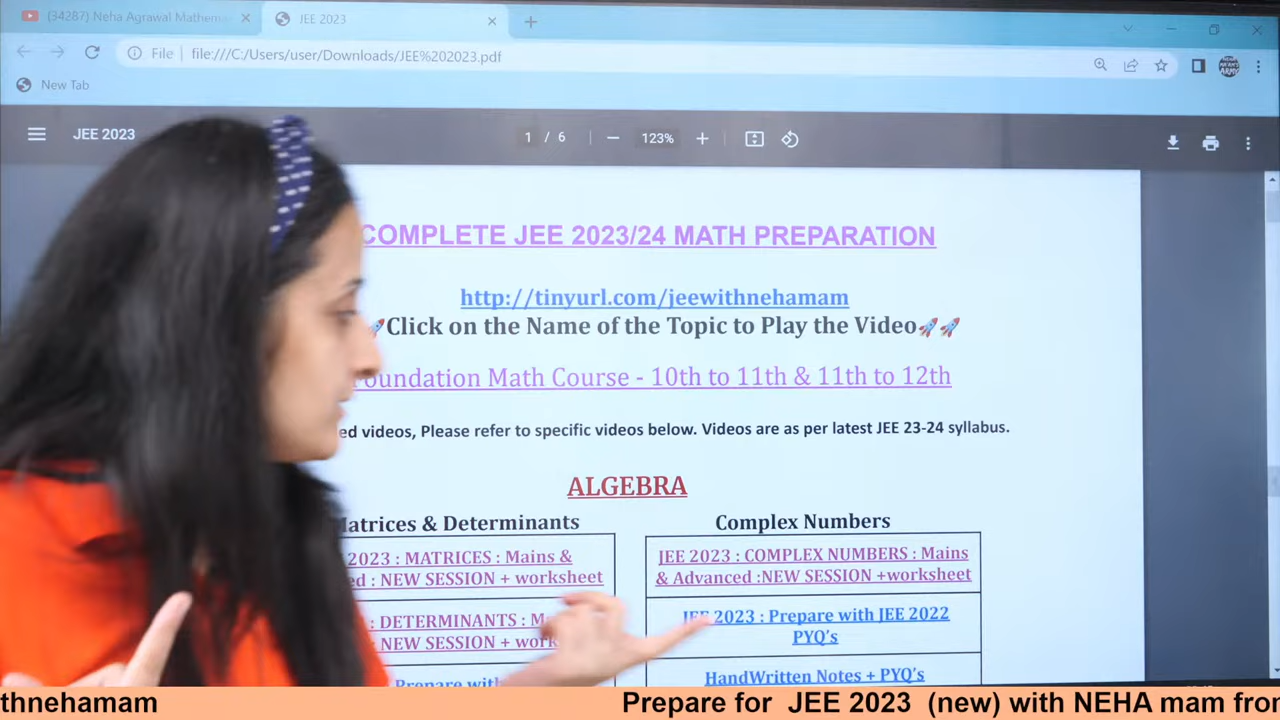 (34287) Neha Agrawal Mathem
JEE 2023
File | file:///C:/Users/user/Downloads/JEE%202023.pdf
New Tab
JEE 2023
1 / 6
123%
COMPLETE JEE 2023/24 MATH PREPARATION
http://tinyurl.com/jeewithnehamam
🚀Click on the Name of the Topic to Play the Video🚀🚀
oundation Math Course - 10th to 11th & 11th to 12th
ed videos, Please refer to specific videos below. Videos are as per latest JEE 23-24 syllabus.
ALGEBRA
atrices & Determinants
2023 : MATRICES : Mains &
ed : NEW SESSION + worksheet
: DETERMINANTS : M
NEW SESSION + work
Prepare with
Complex Numbers
JEE 2023 : COMPLEX NUMBERS : Mains
& Advanced :NEW SESSION +worksheet
JEE 2023 : Prepare with JEE 2022
PYQ's
HandWritten Notes + PYQ's
thnehamam
Prepare for JEE 2023 (new) with NEHA mam fro